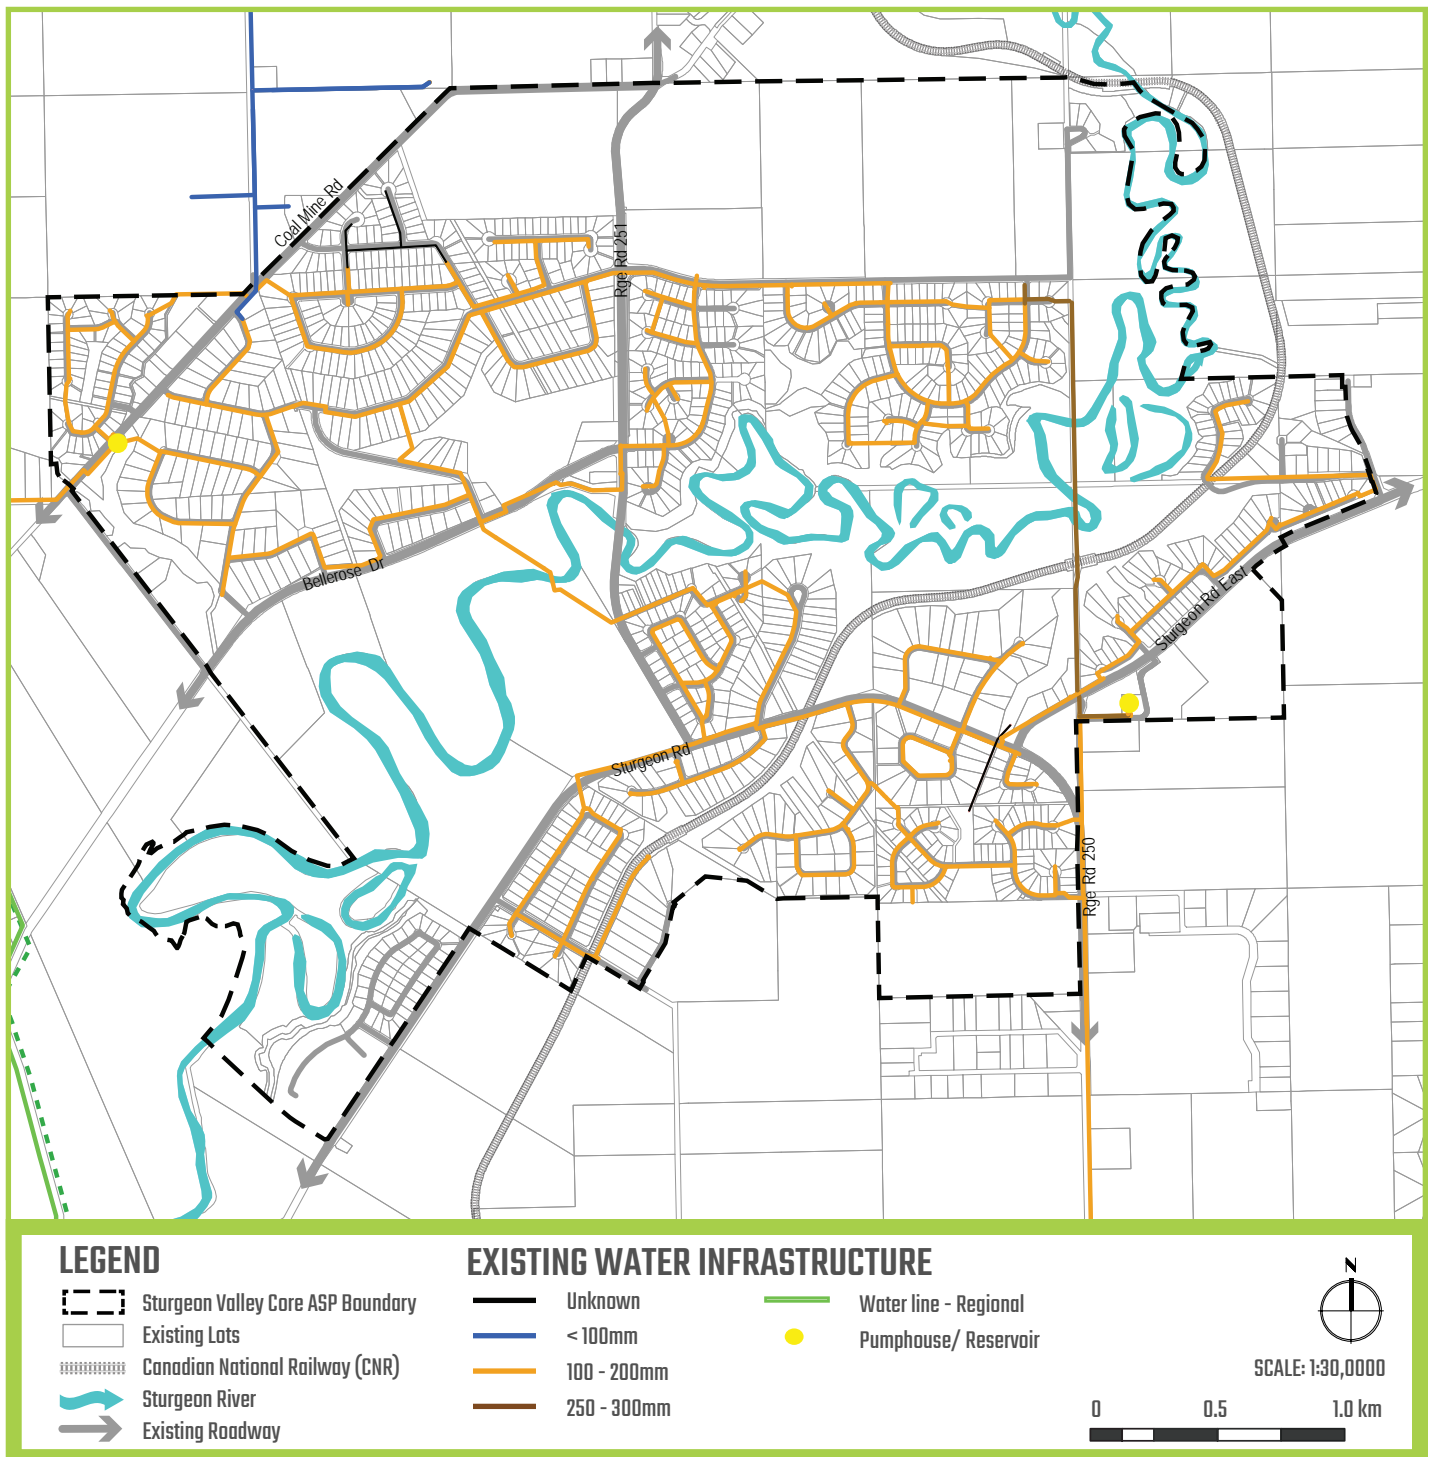 Coal Mine Rd
Rge Rd 251
Bellerose Dr
Sturgeon Rd East
Sturgeon Rd
Rge Rd 250
LEGEND
Sturgeon Valley Core ASP Boundary
Existing Lots
Canadian National Railway (CNR)
Sturgeon River
Existing Roadway
EXISTING WATER INFRASTRUCTURE
Unknown
< 100mm
100 - 200mm
250 - 300mm
Water line - Regional
Pumphouse/ Reservoir
N
SCALE: 1:30,0000
0 0.5 1.0 km